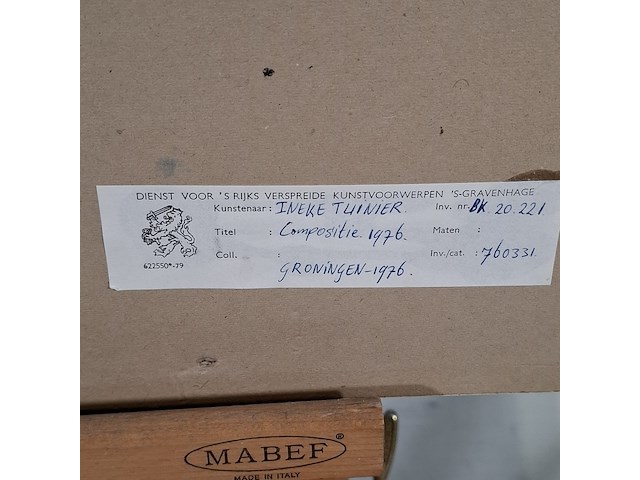 DIENST VOOR 'S RIJKS VERSPREIDE KUNSTVOORWERPEN 'S-GRAVENHAGE
Kunstenaar : INEKE TUINIER. Inv. nr. BK 20.221
Titel : Compositie. 1976. Maten :
Coll. : Inv./cat. : 760331.
GRONINGEN-1976.
622550*-79
MABEF®
MADE IN ITALY